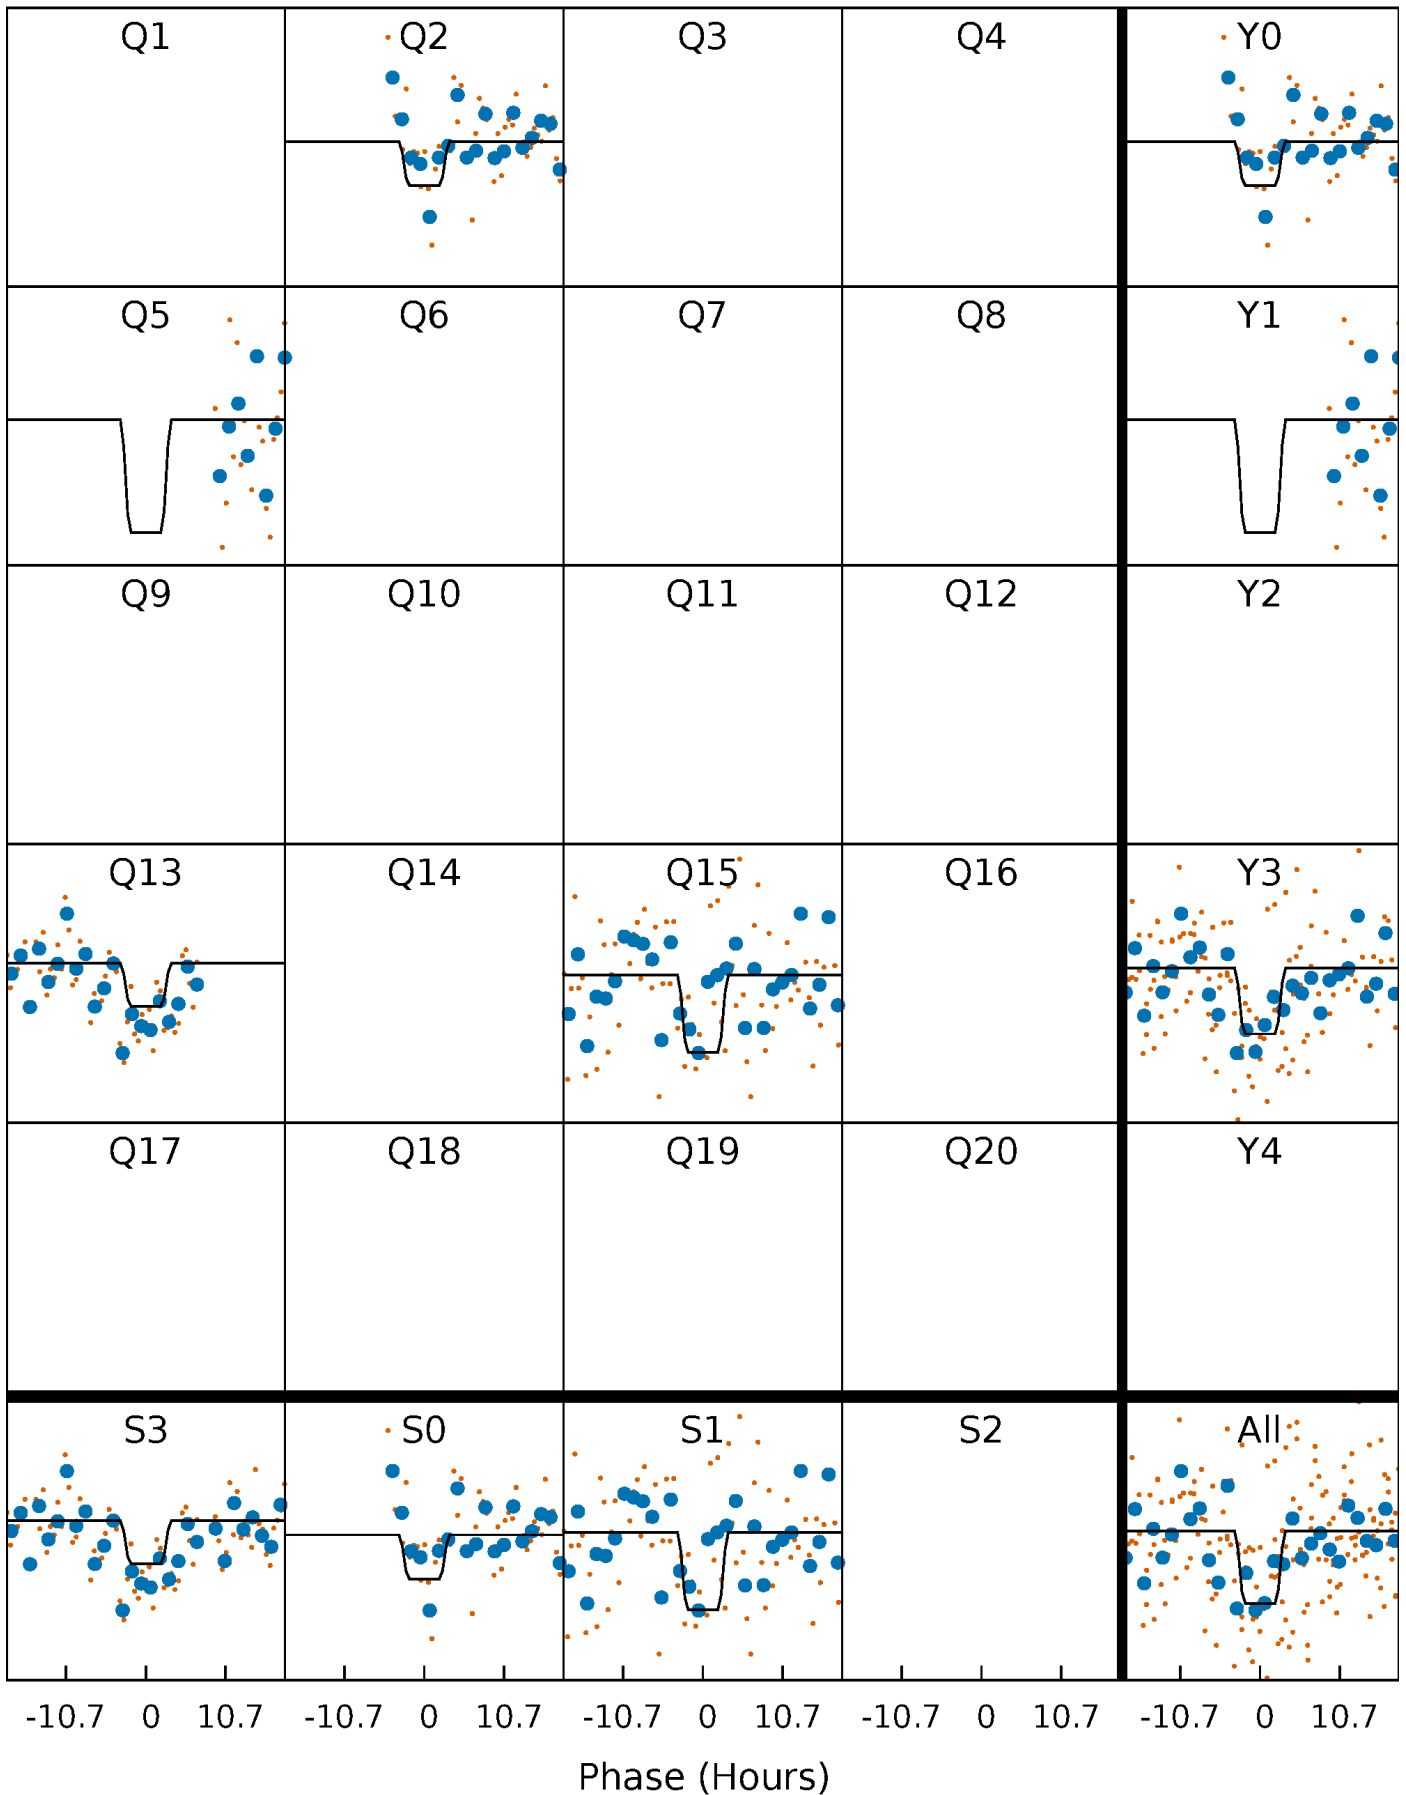 Q1 Q2 Q3 Q4 Y0
Q5 Q6 Q7 Q8 Y1
Q9 Q10 Q11 Q12 Y2
Q13 Q14 Q15 Q16 Y3
Q17 Q18 Q19 Q20 Y4
S3 S0 S1 S2 All
-10.7 0 10.7 -10.7 0 10.7 -10.7 0 10.7 -10.7 0 10.7 -10.7 0 10.7
Phase (Hours)